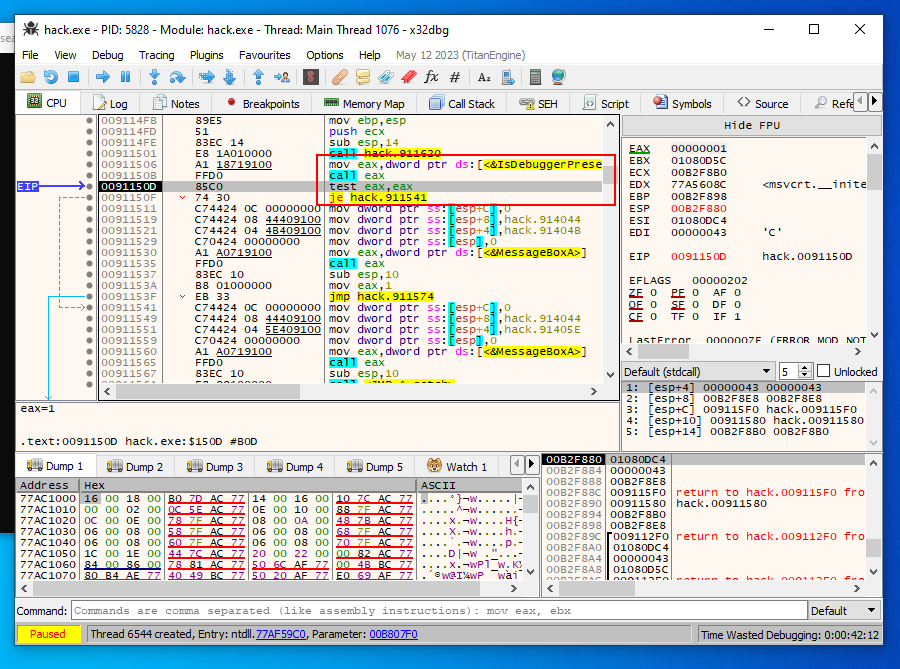 hack.exe - PID: 5828 - Module: hack.exe - Thread: Main Thread 1076 - x32dbg
File View Debug Tracing Plugins Favourites Options Help May 12 2023 (TitanEngine)
CPU Log Notes Breakpoints Memory Map Call Stack SEH Script Symbols Source Refe
009114FB 89E5 mov ebp,esp
009114FD 51 push ecx
009114FE 83EC 14 sub esp,14
00911501 E8 1A010000 call hack.911620
00911506 A1 18719100 mov eax,dword ptr ds:[<&IsDebuggerPrese
0091150B FFD0 call eax
EIP 0091150D 85C0 test eax,eax
0091150F 74 30 je hack.911541
00911511 C74424 0C 00000000 mov dword ptr ss:[esp+C],0
00911519 C74424 08 44409100 mov dword ptr ss:[esp+8],hack.914044
00911521 C74424 04 4B409100 mov dword ptr ss:[esp+4],hack.91404B
00911529 C70424 00000000 mov dword ptr ss:[esp],0
00911530 A1 A0719100 mov eax,dword ptr ds:[<&MessageBoxA>]
00911535 FFD0 call eax
00911537 83EC 10 sub esp,10
0091153A B8 01000000 mov eax,1
0091153F EB 33 jmp hack.911574
00911541 C74424 0C 00000000 mov dword ptr ss:[esp+C],0
00911549 C74424 08 44409100 mov dword ptr ss:[esp+8],hack.914044
00911551 C74424 04 5E409100 mov dword ptr ss:[esp+4],hack.91405E
00911559 C70424 00000000 mov dword ptr ss:[esp],0
00911560 A1 A0719100 mov eax,dword ptr ds:[<&MessageBoxA>]
00911565 FFD0 call eax
00911567 83EC 10 sub esp,10
Hide FPU
EAX 00000001
EBX 01080D5C
ECX 00B2F8B0
EDX 77A5608C <msvcrt.__inite
EBP 00B2F898
ESP 00B2F880
ESI 01080DC4
EDI 00000043 'C'
EIP 0091150D hack.0091150D
EFLAGS 00000202
ZF 0 PF 0 AF 0
OF 0 SF 0 DF 0
CF 0 TF 0 IF 1
LastError 0000007E (ERROR_MOD_NOT
Default (stdcall) 5 Unlocked
1: [esp+4] 00000043 00000043
2: [esp+8] 00B2F8E8 00B2F8E8
3: [esp+C] 009115F0 hack.009115F0
4: [esp+10] 00911580 hack.00911580
5: [esp+14] 00B2F8B0 00B2F8B0
eax=1
.text:0091150D hack.exe:$150D #B0D
Dump 1 Dump 2 Dump 3 Dump 4 Dump 5 Watch 1
Address Hex ASCII
77AC1000 16 00 18 00 B0 7D AC 77 14 00 16 00 10 7C AC 77
77AC1010 00 00 02 00 0C 5E AC 77 0E 00 10 00 88 7F AC 77
77AC1020 0C 00 0E 00 78 7F AC 77 08 00 0A 00 48 7B AC 77
77AC1030 06 00 08 00 58 7F AC 77 06 00 08 00 68 7F AC 77
77AC1040 06 00 08 00 60 7F AC 77 06 00 08 00 70 7F AC 77
77AC1050 1C 00 1E 00 44 7C AC 77 20 00 22 00 00 82 AC 77
77AC1060 84 00 86 00 78 81 AC 77 50 6C AF 77 00 4B BC 77
77AC1070 80 B4 AE 77 40 49 BC 77 50 20 AF 77 E0 69 AF 77
00B2F880 01080DC4
00B2F884 00000043
00B2F888 00B2F8E8
00B2F88C 009115F0 return to hack.009115F0 fro
00B2F890 00911580 hack.00911580
00B2F894 00B2F8B0
00B2F898 00B2F8E8
00B2F89C 009112F0 return to hack.009112F0 fro
00B2F8A0 01080DC4
00B2F8A4 00000043
00B2F8A8 01080D5C
Command: Commands are comma separated (like assembly instructions): mov eax, ebx Default
Paused Thread 6544 created, Entry: ntdll.77AF59C0, Parameter: 00B807F0 Time Wasted Debugging: 0:00:42:12